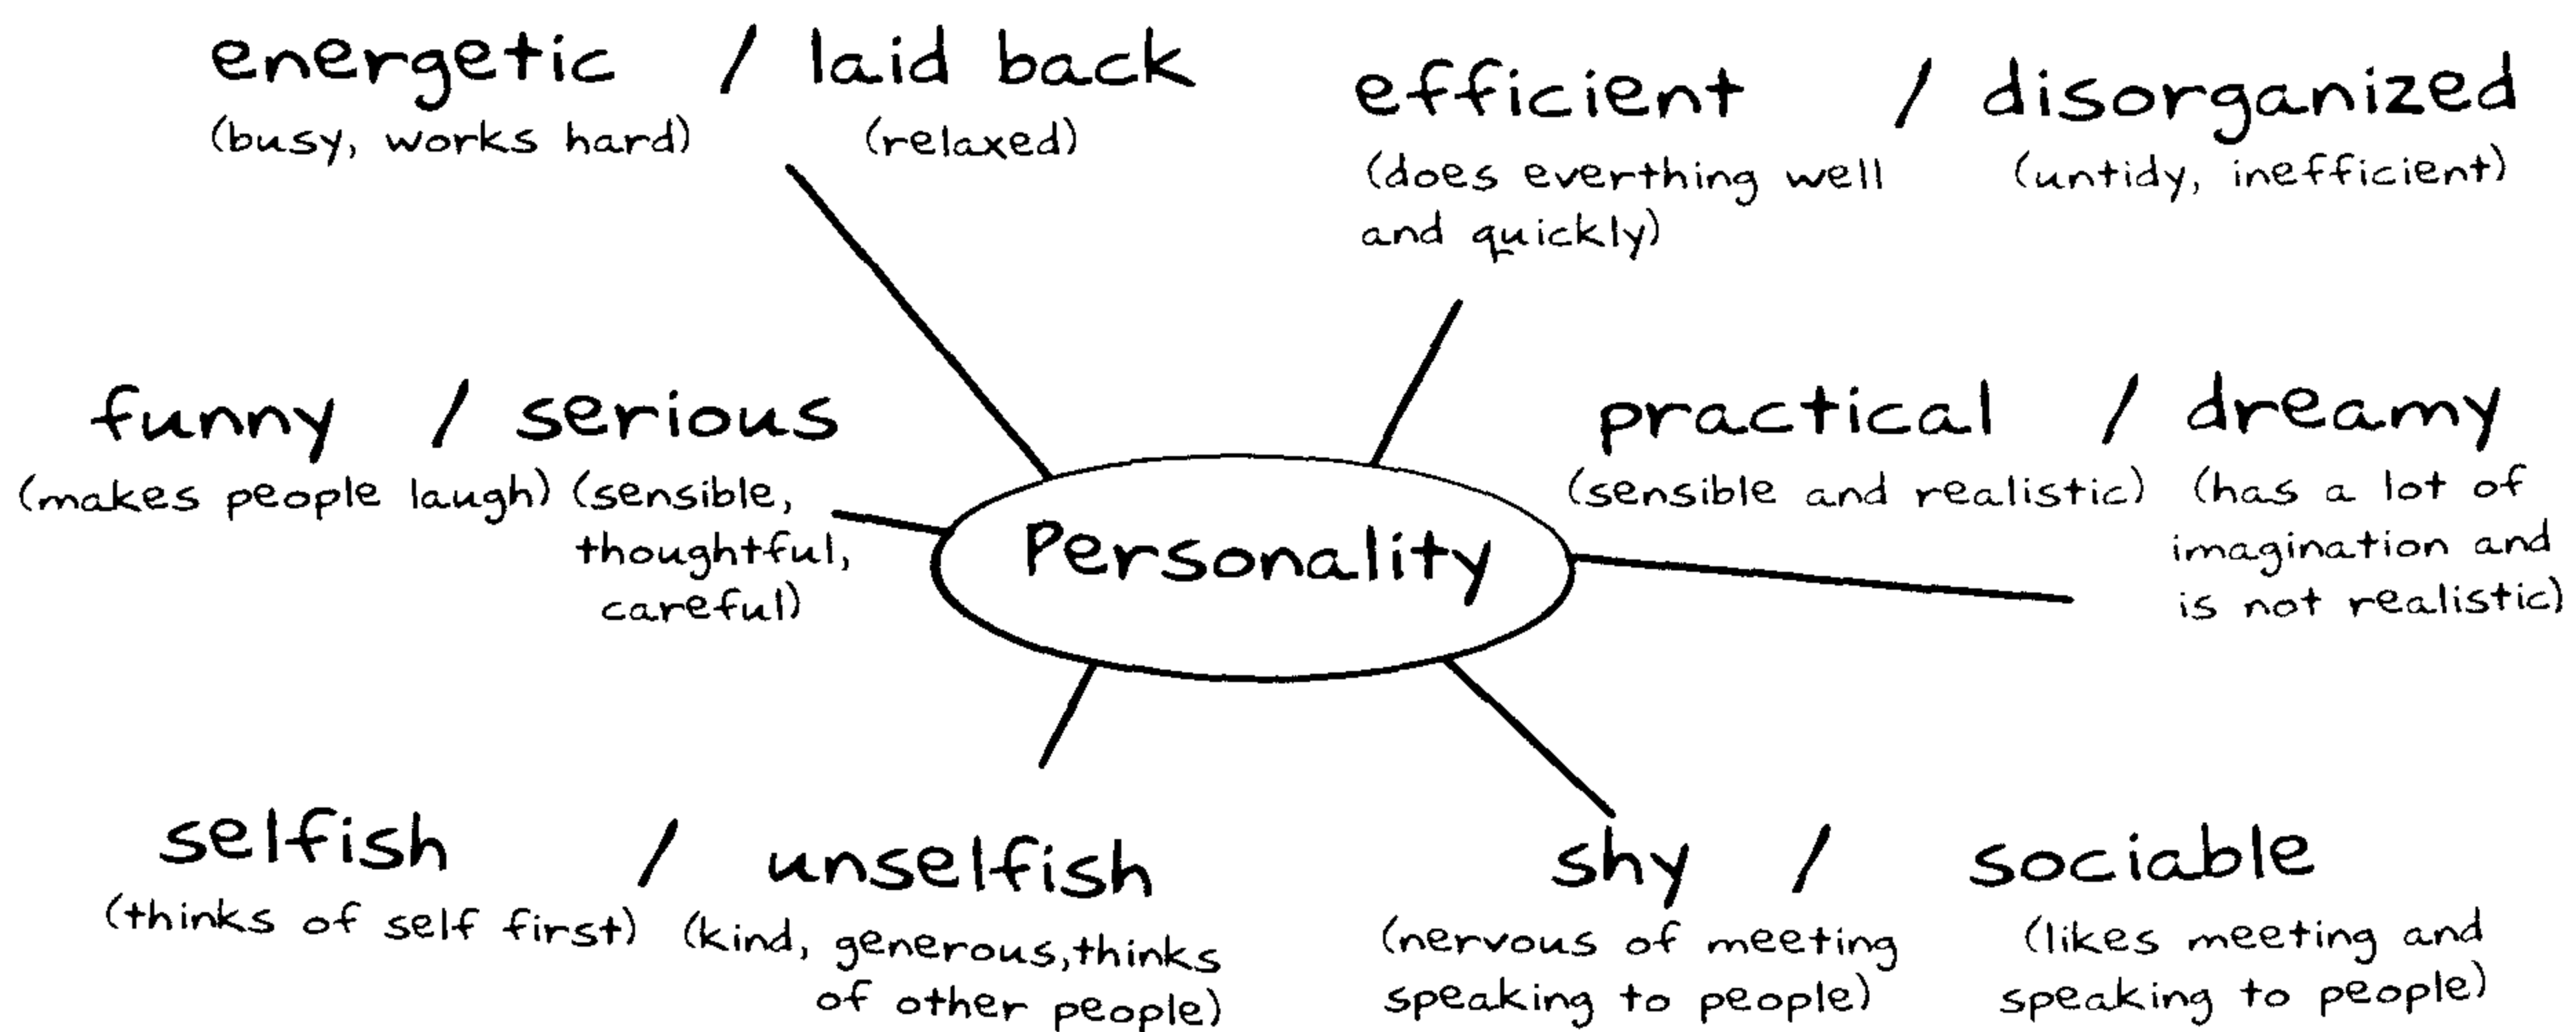 energetic / laid back
(busy, works hard) (relaxed)
efficient / disorganized
(does everthing well (untidy, inefficient)
and quickly)
funny / serious
(makes people laugh) (sensible,
thoughtful,
careful)
Personality
practical / dreamy
(sensible and realistic) (has a lot of
imagination and
is not realistic)
selfish / unselfish
(thinks of self first) (kind, generous, thinks
of other people)
shy / sociable
(nervous of meeting (likes meeting and
speaking to people) speaking to people)